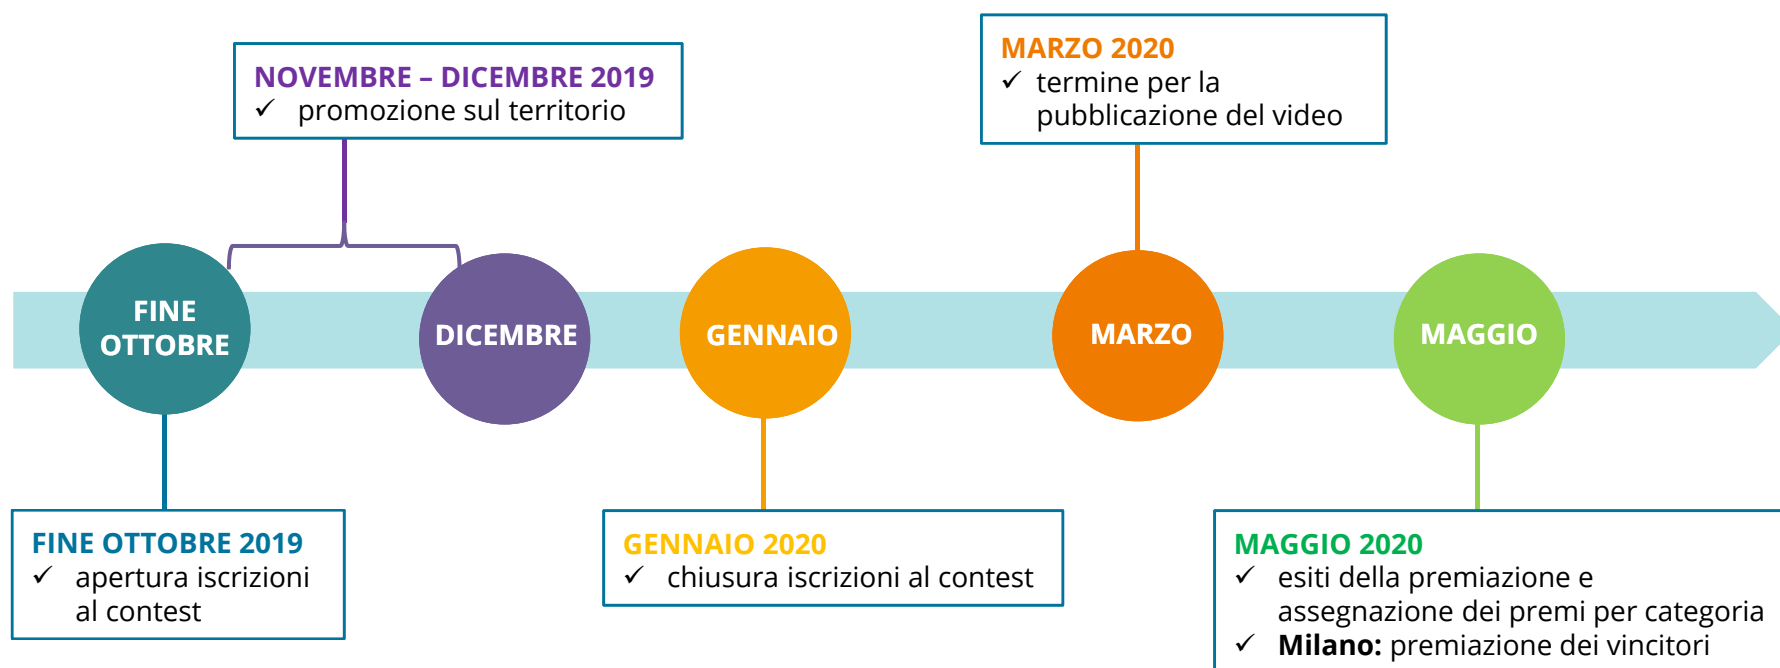 NOVEMBRE – DICEMBRE 2019
✓ promozione sul territorio
MARZO 2020
✓ termine per la
pubblicazione del video
FINE
OTTOBRE
DICEMBRE
GENNAIO
MARZO
MAGGIO
FINE OTTOBRE 2019
✓ apertura iscrizioni
al contest
GENNAIO 2020
✓ chiusura iscrizioni al contest
MAGGIO 2020
✓ esiti della premiazione e
assegnazione dei premi per categoria
✓ Milano: premiazione dei vincitori